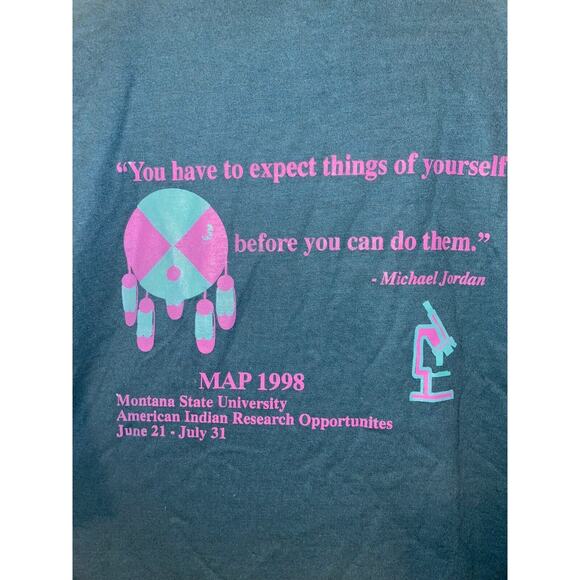 “You have to expect things of yourself
before you can do them.”
- Michael Jordan
MAP 1998
Montana State University
American Indian Research Opportunites
June 21 - July 31